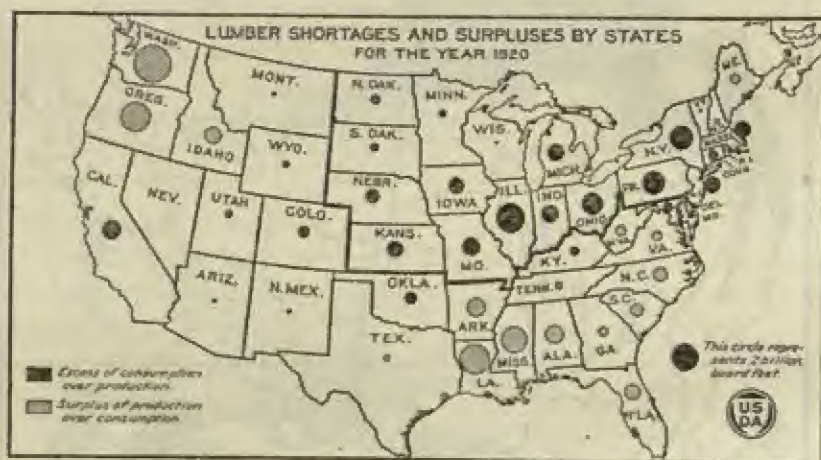 LUMBER SHORTAGES AND SURPLUSES BY STATES
FOR THE YEAR 1920
WASH.
OREG.
IDAHO
MONT.
N. DAK.
MINN.
WIS.
MICH.
ME.
N.Y.
S. DAK.
WYO.
CAL.
NEV.
UTAH
COLO.
NEBR.
IOWA
ILL.
IND.
OHIO
PA.
CONN.
DEL.
MD.
KANS.
MO.
KY.
W.VA.
VA.
ARIZ.
N. MEX.
OKLA.
ARK.
TENN.
N.C.
S.C.
TEX.
LA.
MISS.
ALA.
GA.
FLA.
Excess of consumption
over production.
Surplus of production
over consumption
This circle repre-
sents 2 billion
board feet.
US
DA